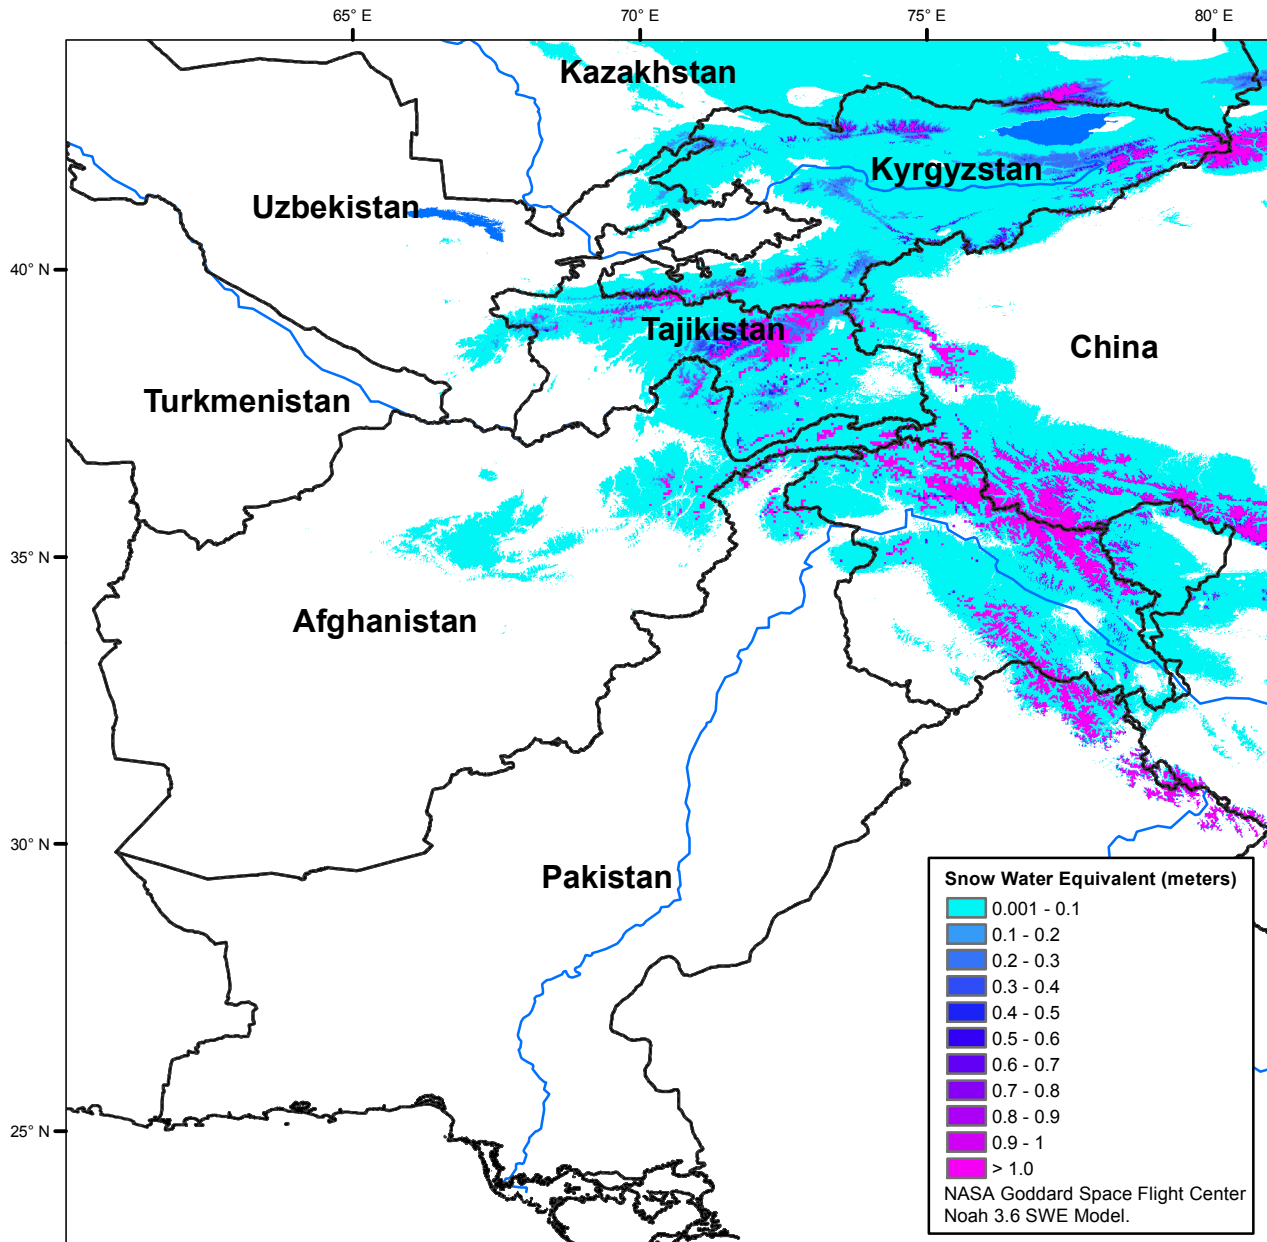 65° E
70° E
75° E
80° E
Kazakhstan
Kyrgyzstan
Uzbekistan
40° N
Tajikistan
China
Turkmenistan
35° N
Afghanistan
30° N
Pakistan
25° N
Snow Water Equivalent (meters)
0.001 - 0.1
0.1 - 0.2
0.2 - 0.3
0.3 - 0.4
0.4 - 0.5
0.5 - 0.6
0.6 - 0.7
0.7 - 0.8
0.8 - 0.9
0.9 - 1
> 1.0
NASA Goddard Space Flight Center
Noah 3.6 SWE Model.